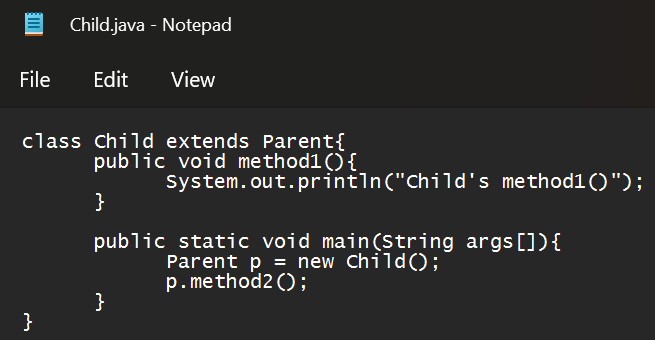 Child.java - Notepad
File Edit View
class Child extends Parent{
public void method1(){
System.out.println("Child's method1()");
}
public static void main(String args[]){
Parent p = new Child();
p.method2();
}
}